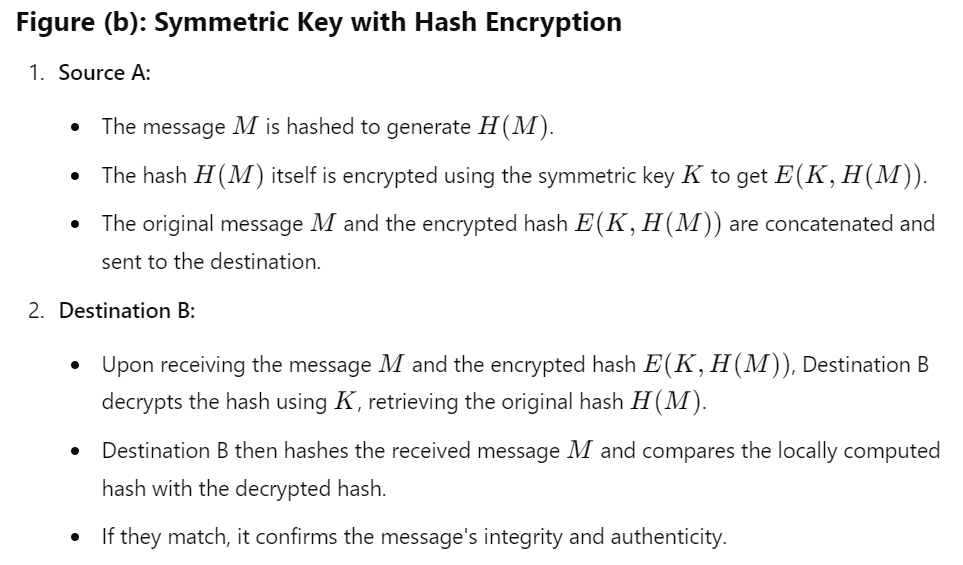 Figure (b): Symmetric Key with Hash Encryption
1. Source A:
• The message M is hashed to generate H(M).
• The hash H(M) itself is encrypted using the symmetric key K to get E(K, H(M)).
• The original message M and the encrypted hash E(K, H(M)) are concatenated and
sent to the destination.
2. Destination B:
• Upon receiving the message M and the encrypted hash E(K, H(M)), Destination B
decrypts the hash using K, retrieving the original hash H(M).
• Destination B then hashes the received message M and compares the locally computed
hash with the decrypted hash.
• If they match, it confirms the message's integrity and authenticity.